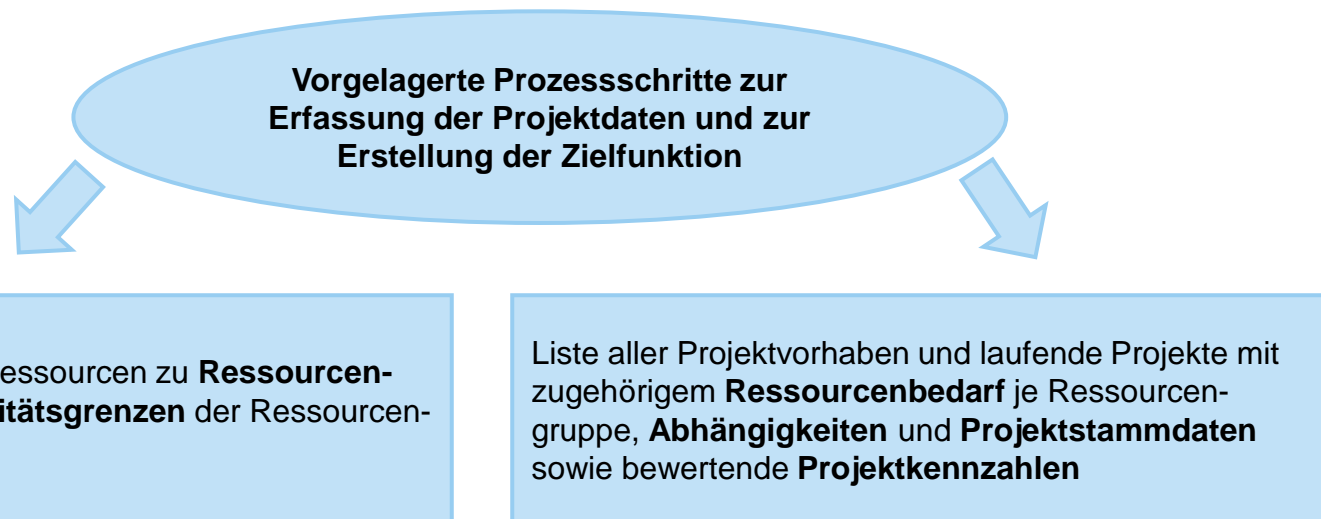 Vorgelagerte Prozessschritte zur
Erfassung der Projektdaten und zur
Erstellung der Zielfunktion
essourcen zu Ressourcen-
itätsgrenzen der Ressourcen-
Liste aller Projektvorhaben und laufende Projekte mit
zugehörigem Ressourcenbedarf je Ressourcen-
gruppe, Abhängigkeiten und Projektstammdaten
sowie bewertende Projektkennzahlen